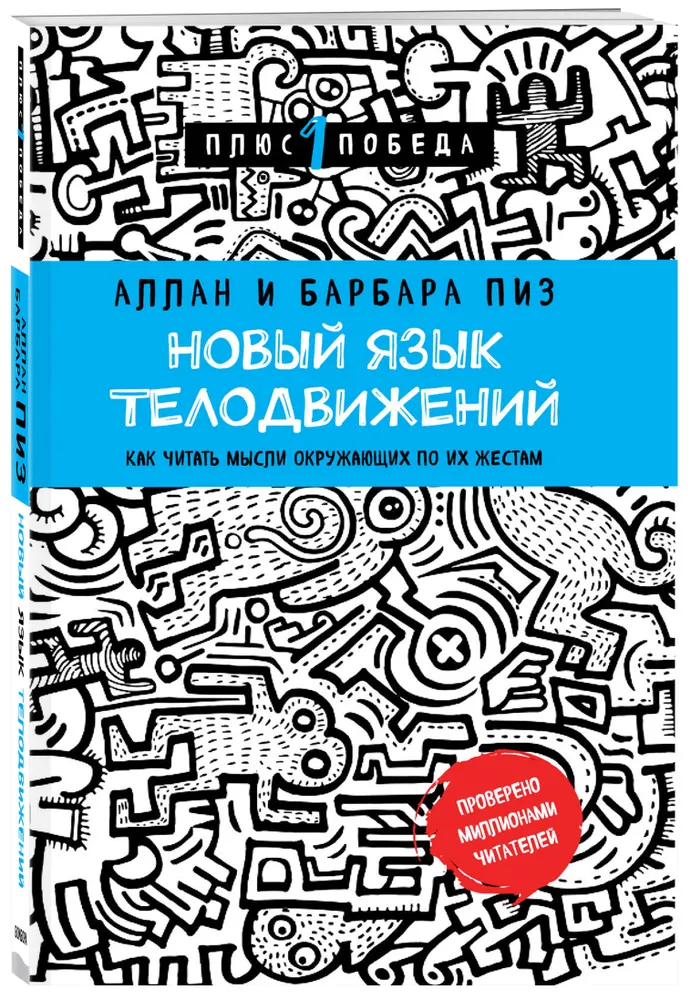 ПЛЮС 1 ПОБЕДА
АЛЛАН И БАРБАРА ПИЗ
НОВЫЙ ЯЗЫК
ТЕЛОДВИЖЕНИЙ
КАК ЧИТАТЬ МЫСЛИ ОКРУЖАЮЩИХ ПО ИХ ЖЕСТАМ
ПРОВЕРЕНО
МИЛЛИОНАМИ
ЧИТАТЕЛЕЙ
ПЛЮС 1 ПОБЕДА
АЛЛАН И
БАРБАРА
ПИЗ
НОВЫЙ ЯЗЫК ТЕЛОДВИЖЕНИЙ